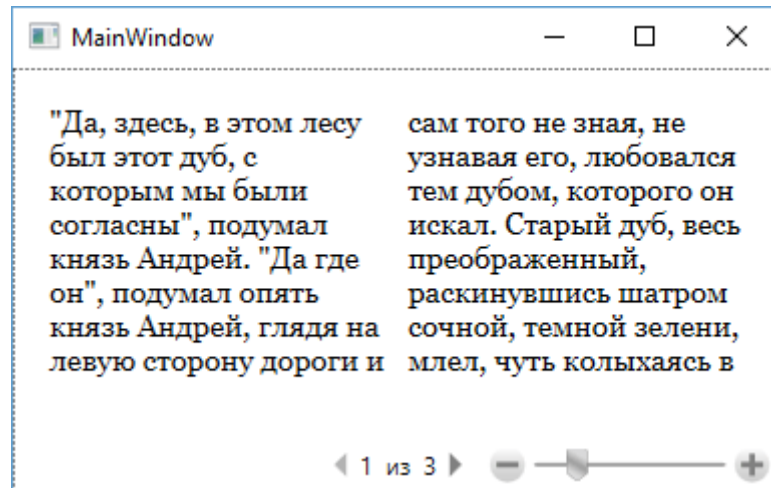 MainWindow
"Да, здесь, в этом лесу
был этот дуб, с
которым мы были
согласны", подумал
князь Андрей. "Да где
он", подумал опять
князь Андрей, глядя на
левую сторону дороги и
сам того не зная, не
узнавая его, любовался
тем дубом, которого он
искал. Старый дуб, весь
преображенный,
раскинувшись шатром
сочной, темной зелени,
млел, чуть колыхаясь в
1 из 3